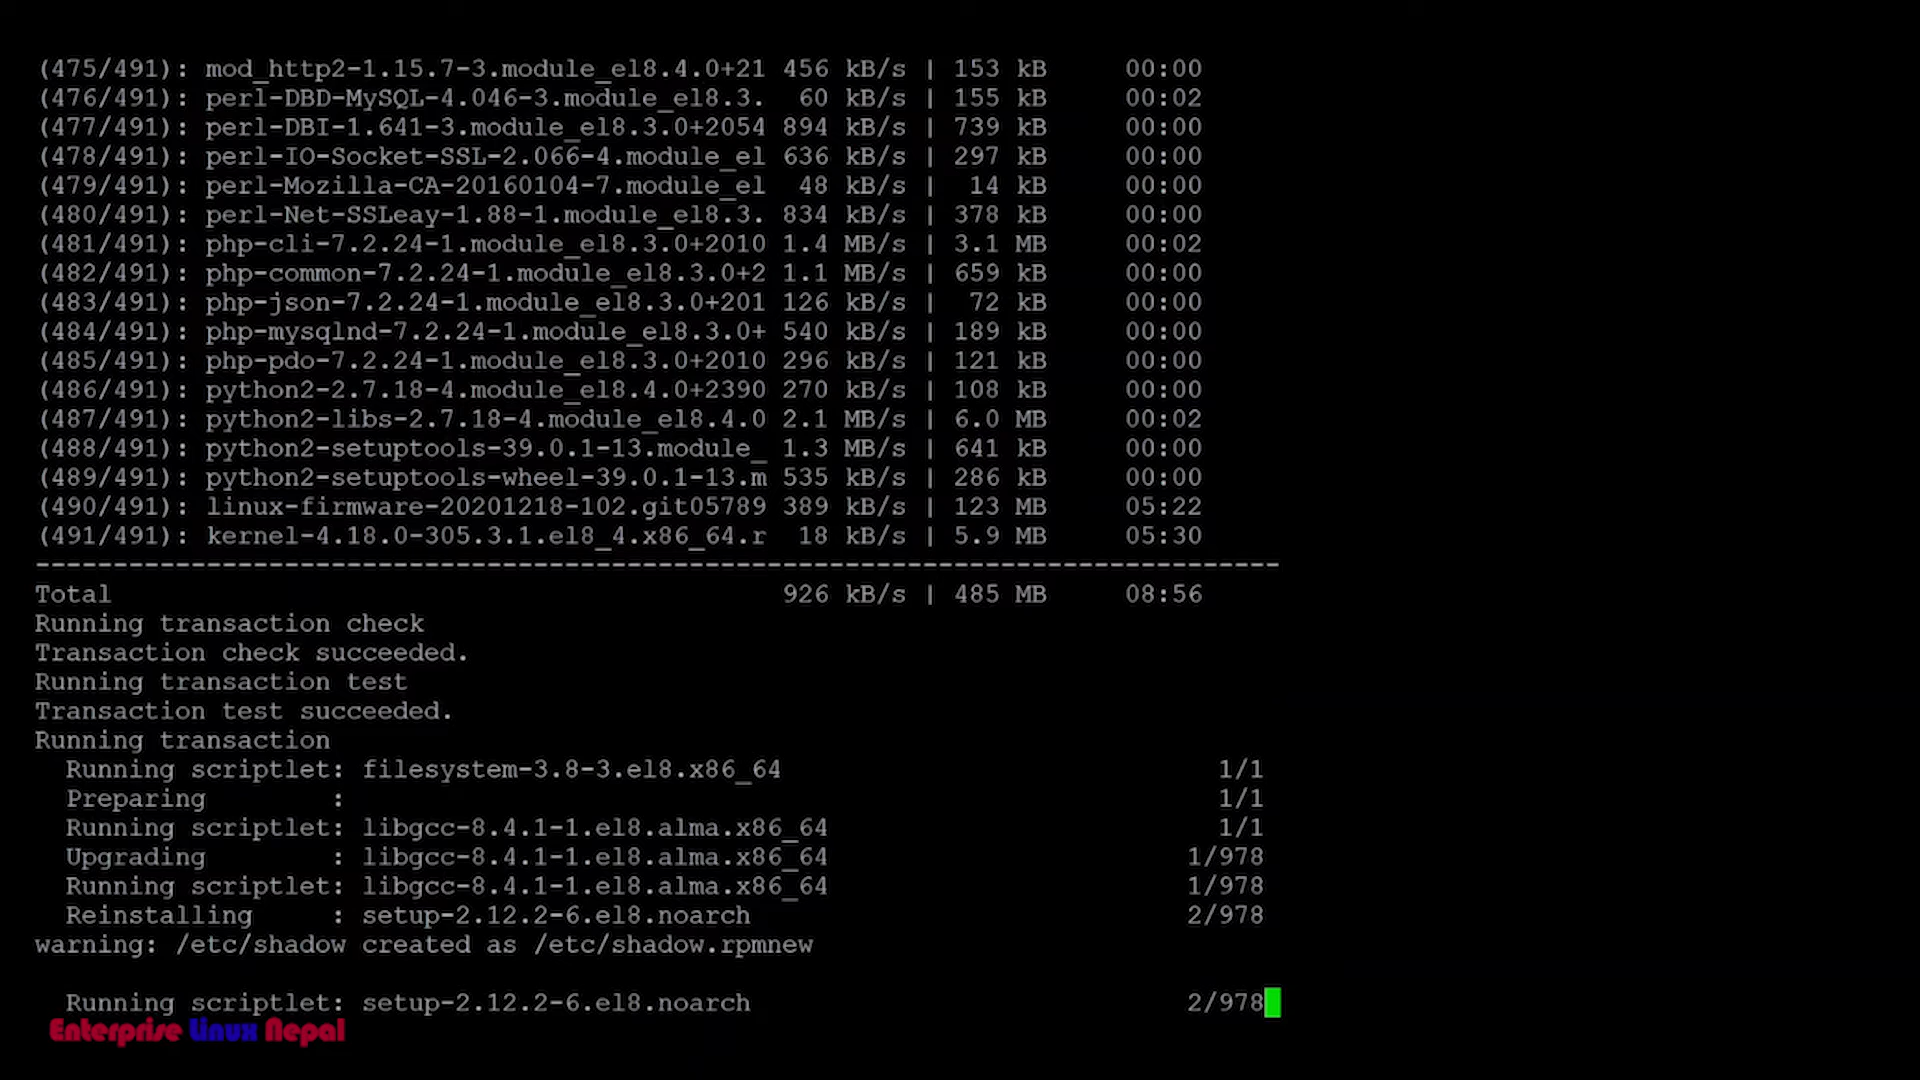 (475/491): mod_http2-1.15.7-3.module_el8.4.0+21 456 kB/s | 153 kB 00:00
(476/491): perl-DBD-MySQL-4.046-3.module_el8.3. 60 kB/s | 155 kB 00:02
(477/491): perl-DBI-1.641-3.module_el8.3.0+2054 894 kB/s | 739 kB 00:00
(478/491): perl-IO-Socket-SSL-2.066-4.module_el 636 kB/s | 297 kB 00:00
(479/491): perl-Mozilla-CA-20160104-7.module_el 48 kB/s | 14 kB 00:00
(480/491): perl-Net-SSLeay-1.88-1.module_el8.3. 834 kB/s | 378 kB 00:00
(481/491): php-cli-7.2.24-1.module_el8.3.0+2010 1.4 MB/s | 3.1 MB 00:02
(482/491): php-common-7.2.24-1.module_el8.3.0+2 1.1 MB/s | 659 kB 00:00
(483/491): php-json-7.2.24-1.module_el8.3.0+201 126 kB/s | 72 kB 00:00
(484/491): php-mysqlnd-7.2.24-1.module_el8.3.0+ 540 kB/s | 189 kB 00:00
(485/491): php-pdo-7.2.24-1.module_el8.3.0+2010 296 kB/s | 121 kB 00:00
(486/491): python2-2.7.18-4.module_el8.4.0+2390 270 kB/s | 108 kB 00:00
(487/491): python2-libs-2.7.18-4.module_el8.4.0 2.1 MB/s | 6.0 MB 00:02
(488/491): python2-setuptools-39.0.1-13.module_ 1.3 MB/s | 641 kB 00:00
(489/491): python2-setuptools-wheel-39.0.1-13.m 535 kB/s | 286 kB 00:00
(490/491): linux-firmware-20201218-102.git05789 389 kB/s | 123 MB 05:22
(491/491): kernel-4.18.0-305.3.1.el8_4.x86_64.r 18 kB/s | 5.9 MB 05:30
--------------------------------------------------------------------------------
Total 926 kB/s | 485 MB 08:56
Running transaction check
Transaction check succeeded.
Running transaction test
Transaction test succeeded.
Running transaction
Running scriptlet: filesystem-3.8-3.el8.x86_64 1/1
Preparing : 1/1
Running scriptlet: libgcc-8.4.1-1.el8.alma.x86_64 1/1
Upgrading : libgcc-8.4.1-1.el8.alma.x86_64 1/978
Running scriptlet: libgcc-8.4.1-1.el8.alma.x86_64 1/978
Reinstalling : setup-2.12.2-6.el8.noarch 2/978
warning: /etc/shadow created as /etc/shadow.rpmnew
Running scriptlet: setup-2.12.2-6.el8.noarch 2/978
Enterprise Linux Nepal